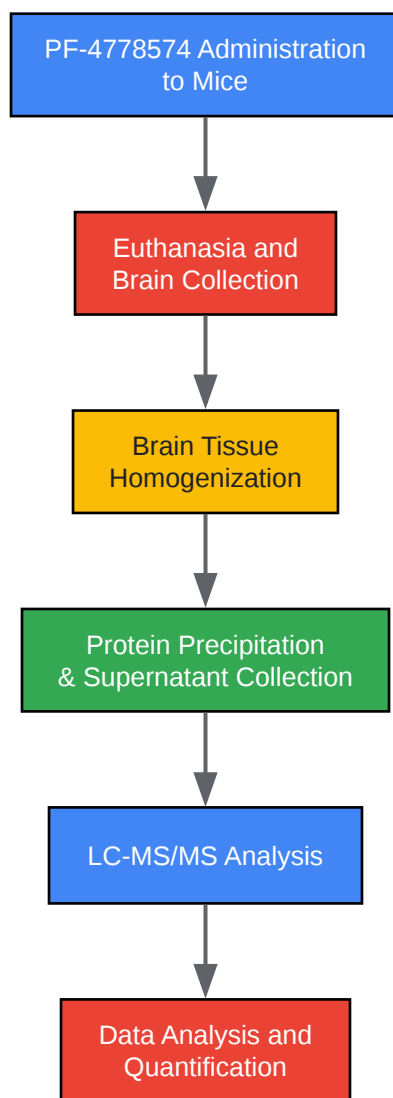 PF-4778574 Administration
to Mice
Euthanasia and
Brain Collection
Brain Tissue
Homogenization
Protein Precipitation
& Supernatant Collection
LC-MS/MS Analysis
Data Analysis and
Quantification